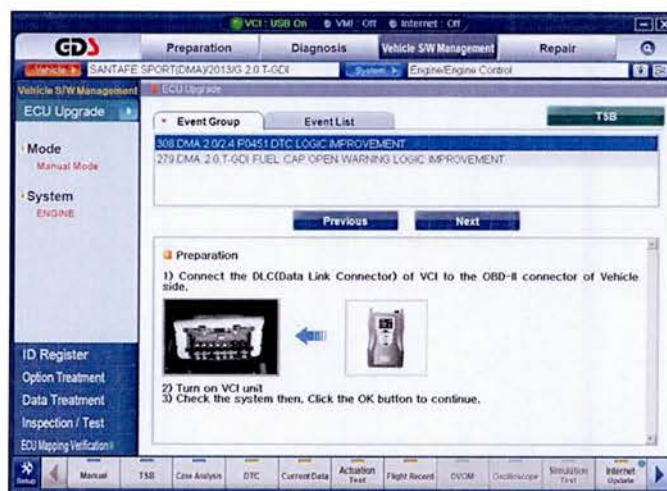 VCI : USB On VMI : Off Internet : Off
GDS Preparation Diagnosis Vehicle S/W Management Repair
Vehicle SANTAFE SPORT(DMA)/2013/G 2.0 T-GDI System Engine/Engine Control
Vehicle S/W Management
ECU Upgrade
ECU Upgrade
Mode
Manual Mode
System
ENGINE
Event Group Event List TSB
308.DMA 2.0/2.4 P0451 DTC LOGIC IMPROVEMENT
279.DMA 2.0,T-GDI FUEL CAP OPEN WARNING LOGIC IMPROVEMENT
Previous Next
Preparation
1) Connect the DLC(Data Link Connector) of VCI to the OBD-II connector of Vehicle
side.
2) Turn on VCI unit
3) Check the system then, Click the OK button to continue.
ID Register
Option Treatment
Data Treatment
Inspection / Test
ECU Mapping Verification
Setup Manual TSB Case Analysis DTC Current Data Actuation Test Flight Record DVOM Oscilloscope Simulation Test Internet Update